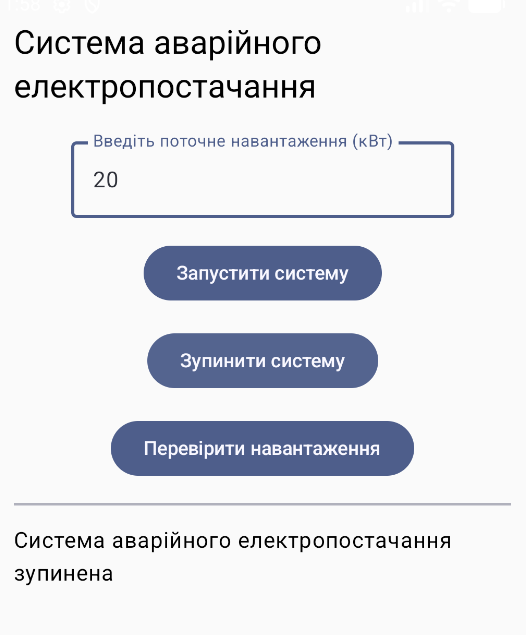 Система аварійного
електропостачання
Введіть поточне навантаження (кВт)
20
Запустити систему
Зупинити систему
Перевірити навантаження
Система аварійного електропостачання
зупинена